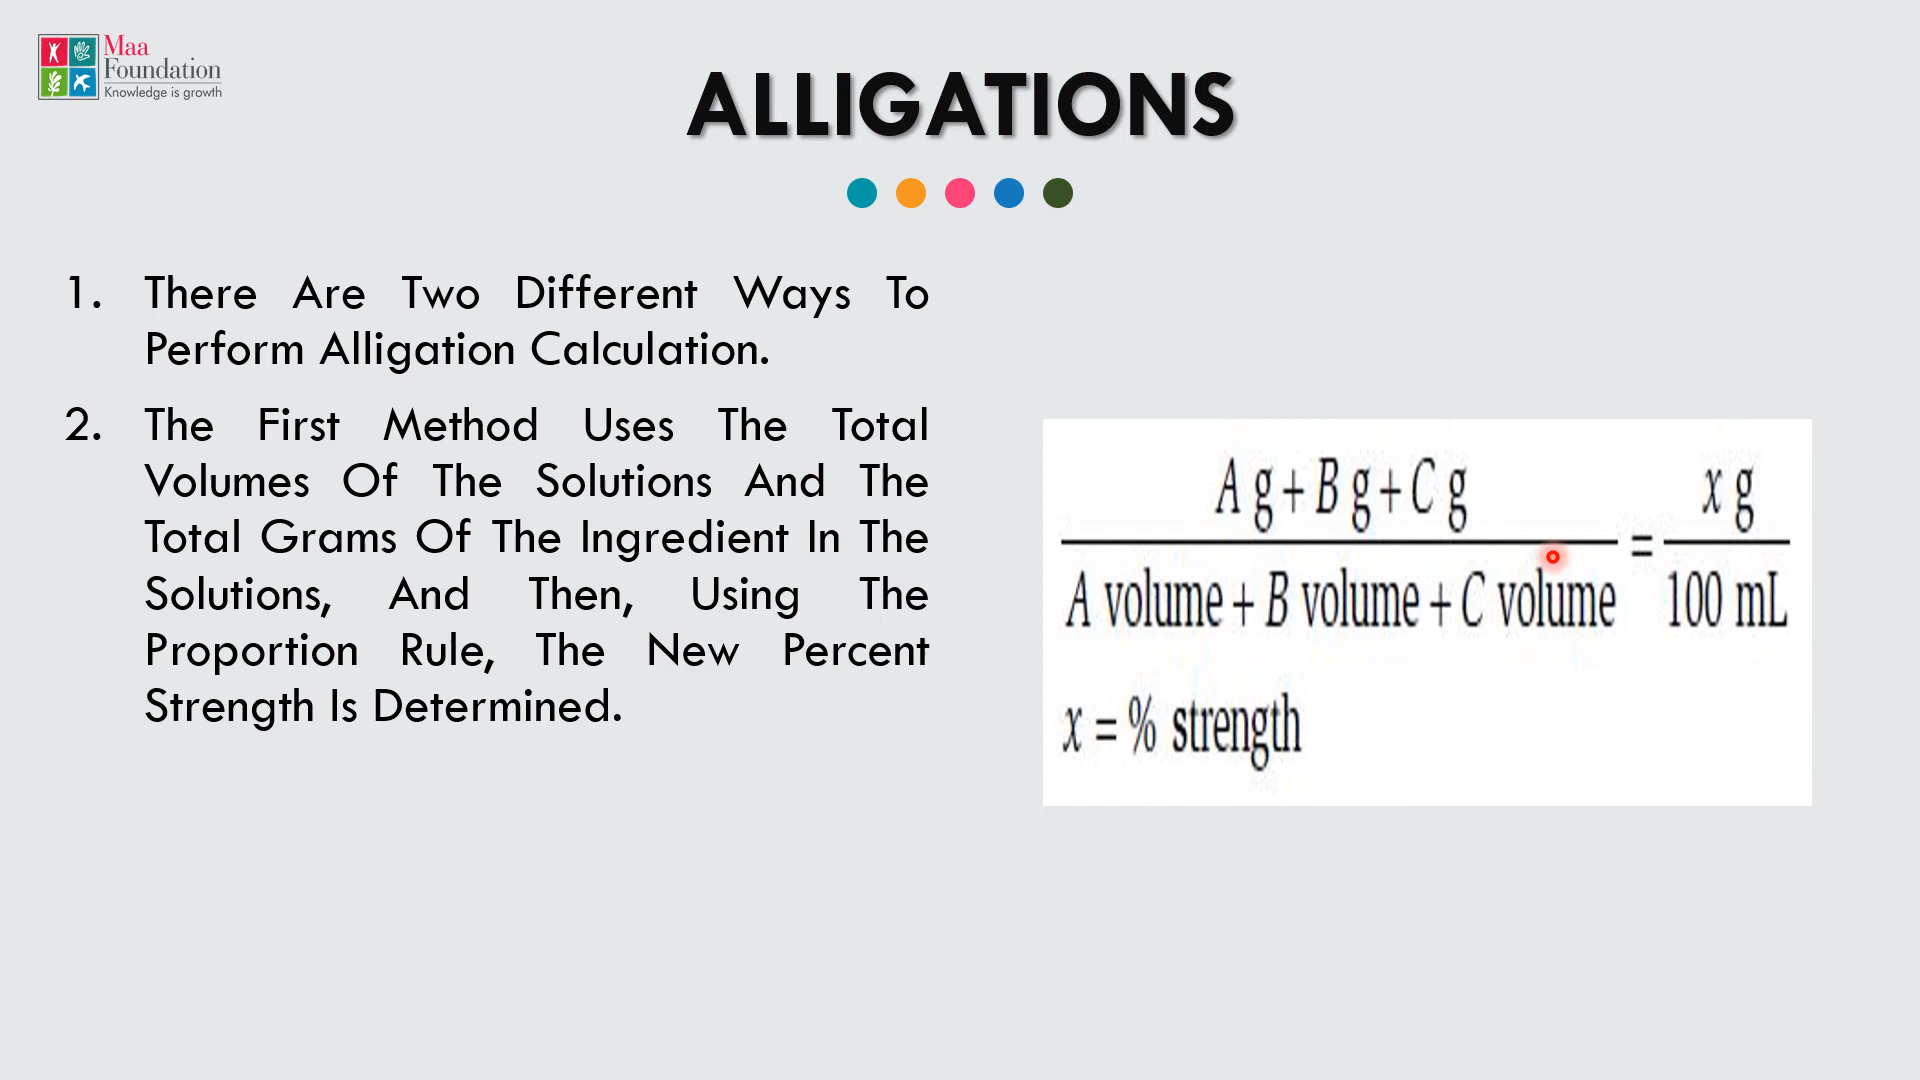 Maa
Foundation
Knowledge is growth
ALLIGATIONS
1. There Are Two Different Ways To
Perform Alligation Calculation.
2. The First Method Uses The Total
Volumes Of The Solutions And The
Total Grams Of The Ingredient In The
Solutions, And Then, Using The
Proportion Rule, The New Percent
Strength Is Determined.
A g + B g + C g
A volume + B volume + C volume
=
x g
100 mL
x = % strength